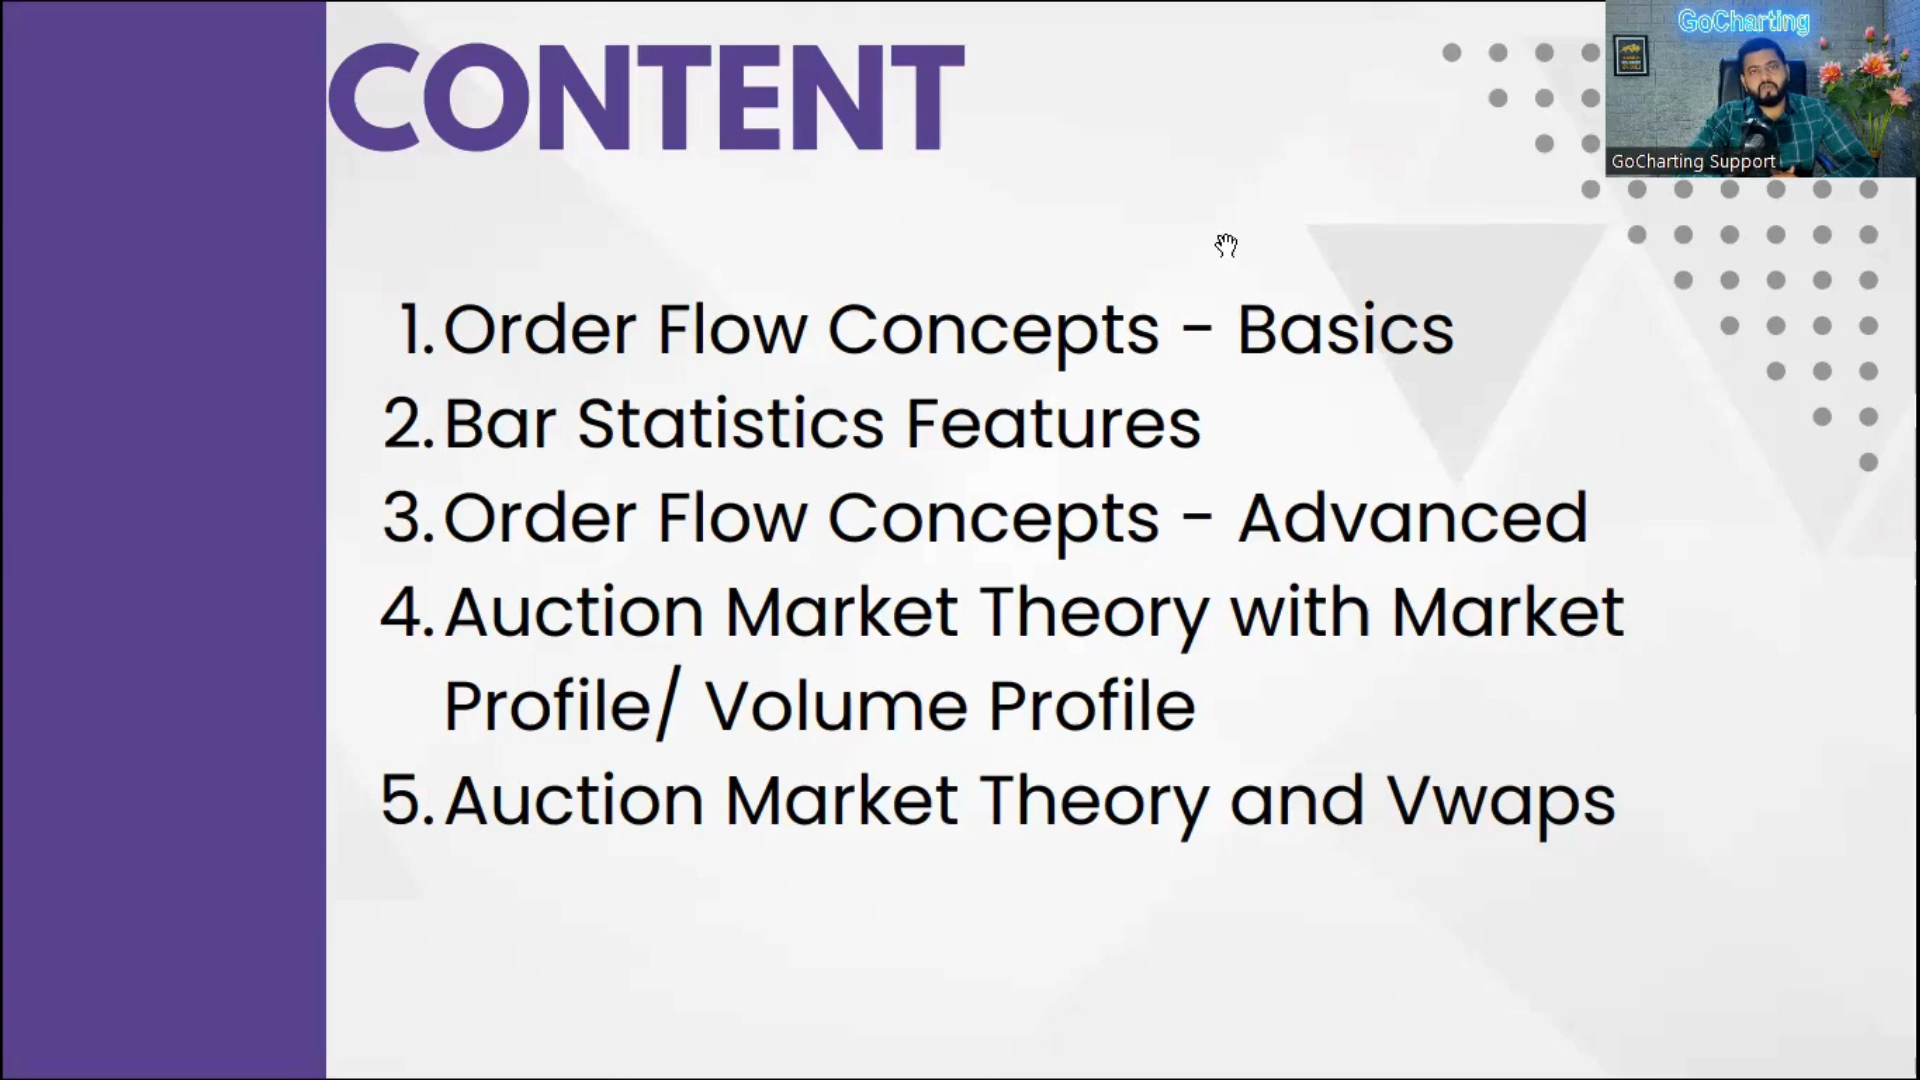 CONTENT
GoCharting
GoCharting Support
1. Order Flow Concepts - Basics
2. Bar Statistics Features
3. Order Flow Concepts - Advanced
4. Auction Market Theory with Market
Profile/ Volume Profile
5. Auction Market Theory and Vwaps